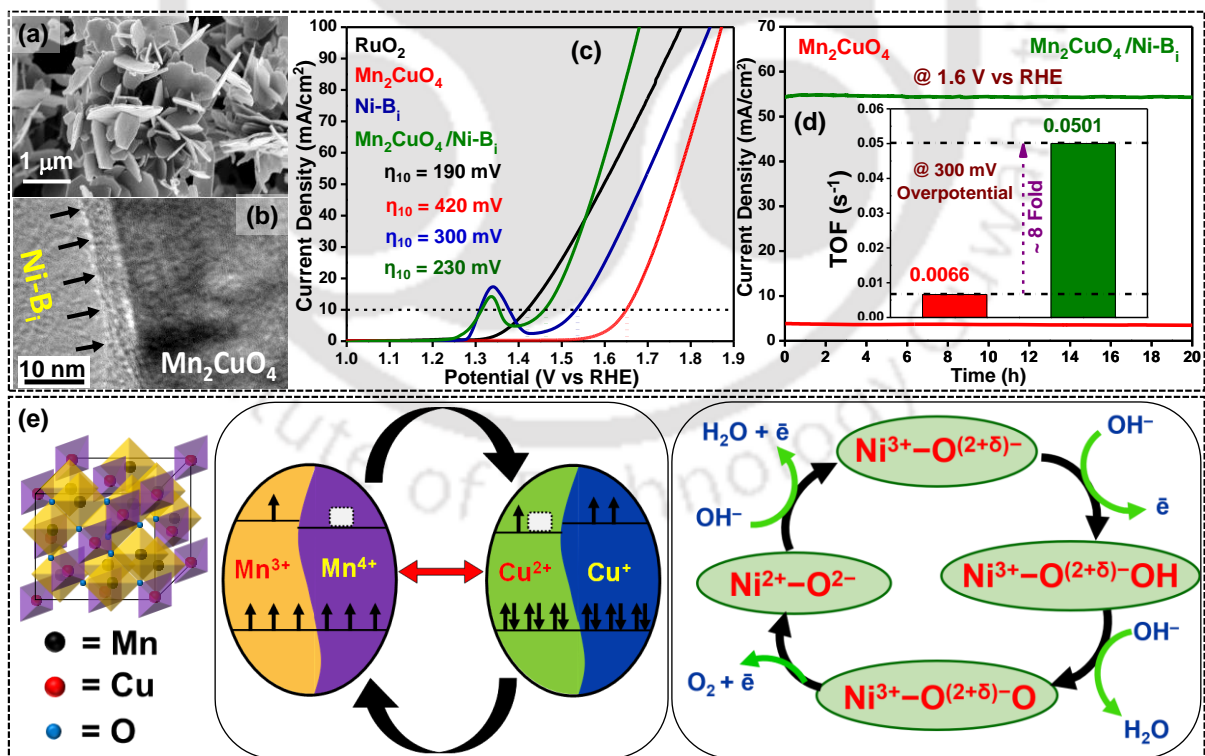 (a)
1 μm
(b)
Ni-Bi
10 nm
Mn2CuO4
(c)
RuO2
Mn2CuO4
Ni-Bi
Mn2CuO4/Ni-Bi
η10 = 190 mV
η10 = 420 mV
η10 = 300 mV
η10 = 230 mV
Current Density (mA/cm2)
100
90
80
70
60
50
40
30
20
10
0
1.0 1.1 1.2 1.3 1.4 1.5 1.6 1.7 1.8 1.9
Potential (V vs RHE)
Mn2CuO4
Mn2CuO4/Ni-Bi
@ 1.6 V vs RHE
(d)
Current Density (mA/cm2)
70
60
50
40
30
20
10
0
0 2 4 6 8 10 12 14 16 18 20
Time (h)
TOF (s–1)
0.06
0.05
0.04
0.03
0.02
0.01
0.00
0.0501
@ 300 mV
Overpotential
~ 8 Fold
0.0066
(e)
= Mn
= Cu
= O
Mn3+
Mn4+
Cu2+
Cu+
H2O + ē
Ni3+–O(2+δ)–
OH–
OH–
ē
Ni2+–O2–
Ni3+–O(2+δ)–OH
OH–
O2 + ē
Ni3+–O(2+δ)–O
H2O
tute of Technology